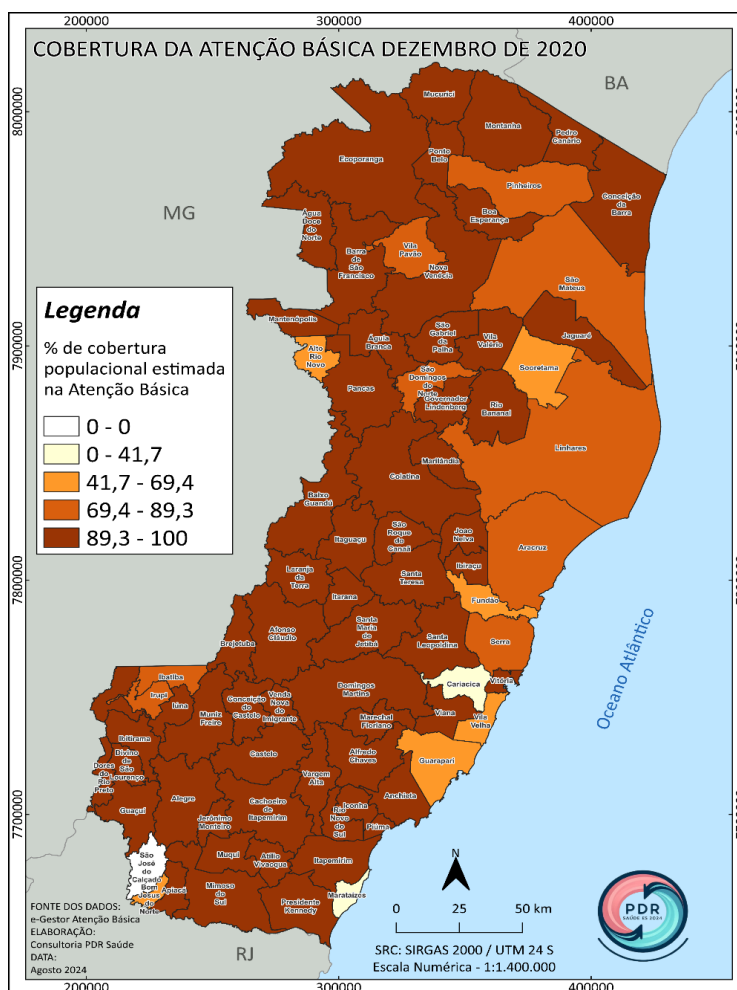 200000
300000
400000
COBERTURA DA ATENÇÃO BÁSICA DEZEMBRO DE 2020
BA
8000000
Mucurici
Montanha
Pedro
Canário
Ponto
Belo
Ecoporanga
Pinheiros
Conceição
da
Barra
MG
Água
Doce do
Norte
Boa
Esperança
Vila
Pavão
Barra
de
São
Francisco
Nova
Venécia
São
Mateus
Legenda
% de cobertura
populacional estimada
na Atenção Básica
0 - 0
0 - 41,7
41,7 - 69,4
69,4 - 89,3
89,3 - 100
7900000
Mantenópolis
Alto
Rio
Novo
Águia
Branca
São
Gabriel
da
Palha
Vila
Valério
Jaguaré
Sooretama
São
Domingos
do
Norte
Pancas
Governador
Lindenberg
Rio
Bananal
Linhares
Marilândia
Colatina
Baixo
Guandú
Itaguaçu
São
Roque
do
Canaã
Joao
Neiva
Aracruz
Ibiraçu
7800000
Laranja
da
Terra
Santa
Teresa
Itarana
Fundão
Afonso
Cláudio
Santa
Maria
de
Jetibá
Brejetuba
Santa
Leopoldina
Serra
Oceano Atlântico
Ibatiba
Irupi
Iúna
Cariacica
Vitória
Domingos
Martins
Conceição
do
Castelo
Venda
Nova
do
Imigrante
Muniz
Freire
Viana
Vila
Velha
Marechal
Floriano
Ibitirama
Divino
de
São
Lourenço
Dores
do
Rio
Preto
Castelo
Alfredo
Chaves
Guarapari
Vargem
Alta
Guaçuí
Alegre
Anchieta
Cachoeiro
de
Itapemirim
Iconha
Rio
Novo
do
Sul
7700000
Jerônimo
Monteiro
Piúma
São
José
do
Calçado
Bom
Jesus
do
Norte
Apiacá
Muqui
Atilio
Vivacqua
Itapemirim
Mimoso
do
Sul
Presidente
Kennedy
Marataízes
N
0
25
50 km
PDR
SAÚDE ES 2024
FONTE DOS DADOS:
e-Gestor Atenção Básica
ELABORAÇÃO:
Consultoria PDR Saúde
DATA:
Agosto 2024
RJ
SRC: SIRGAS 2000 / UTM 24 S
Escala Numérica - 1:1.400.000
200000
300000
400000